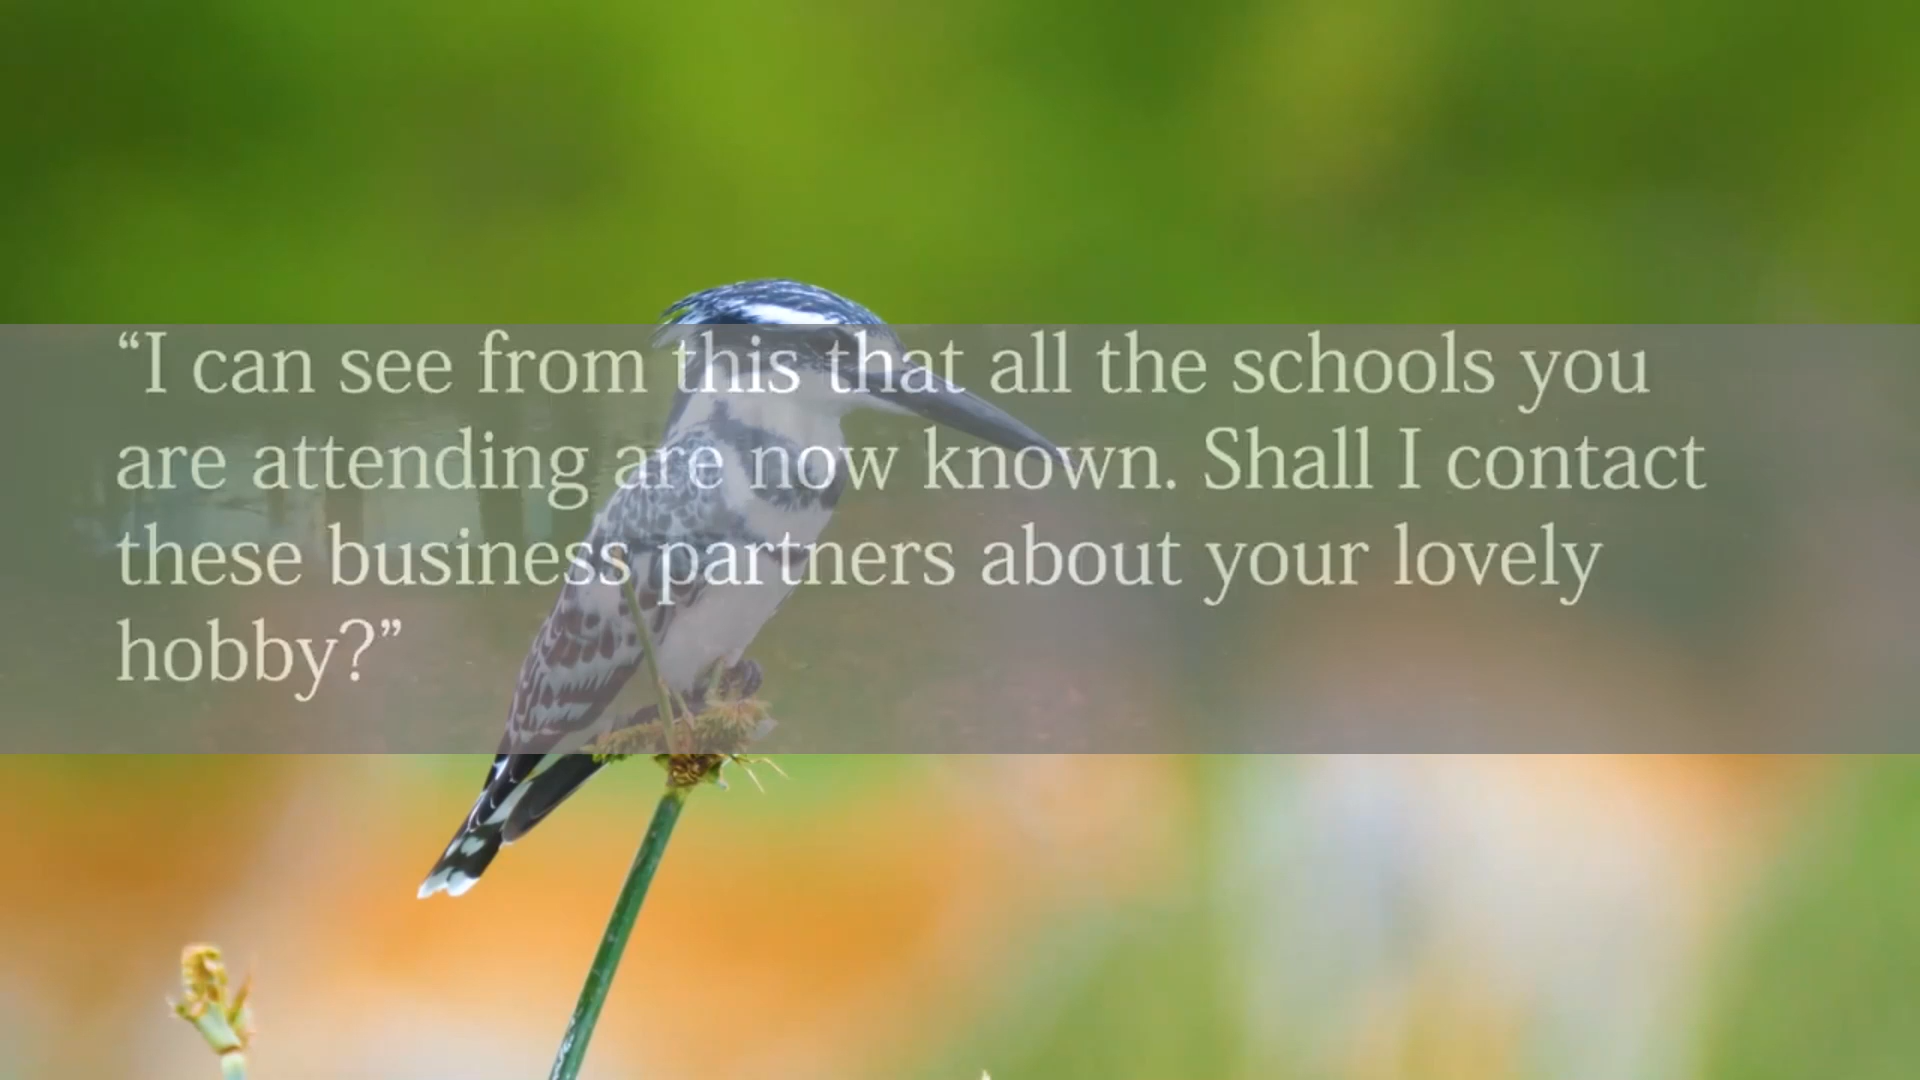 “I can see from this that all the schools you
are attending are now known. Shall I contact
these business partners about your lovely
hobby?”